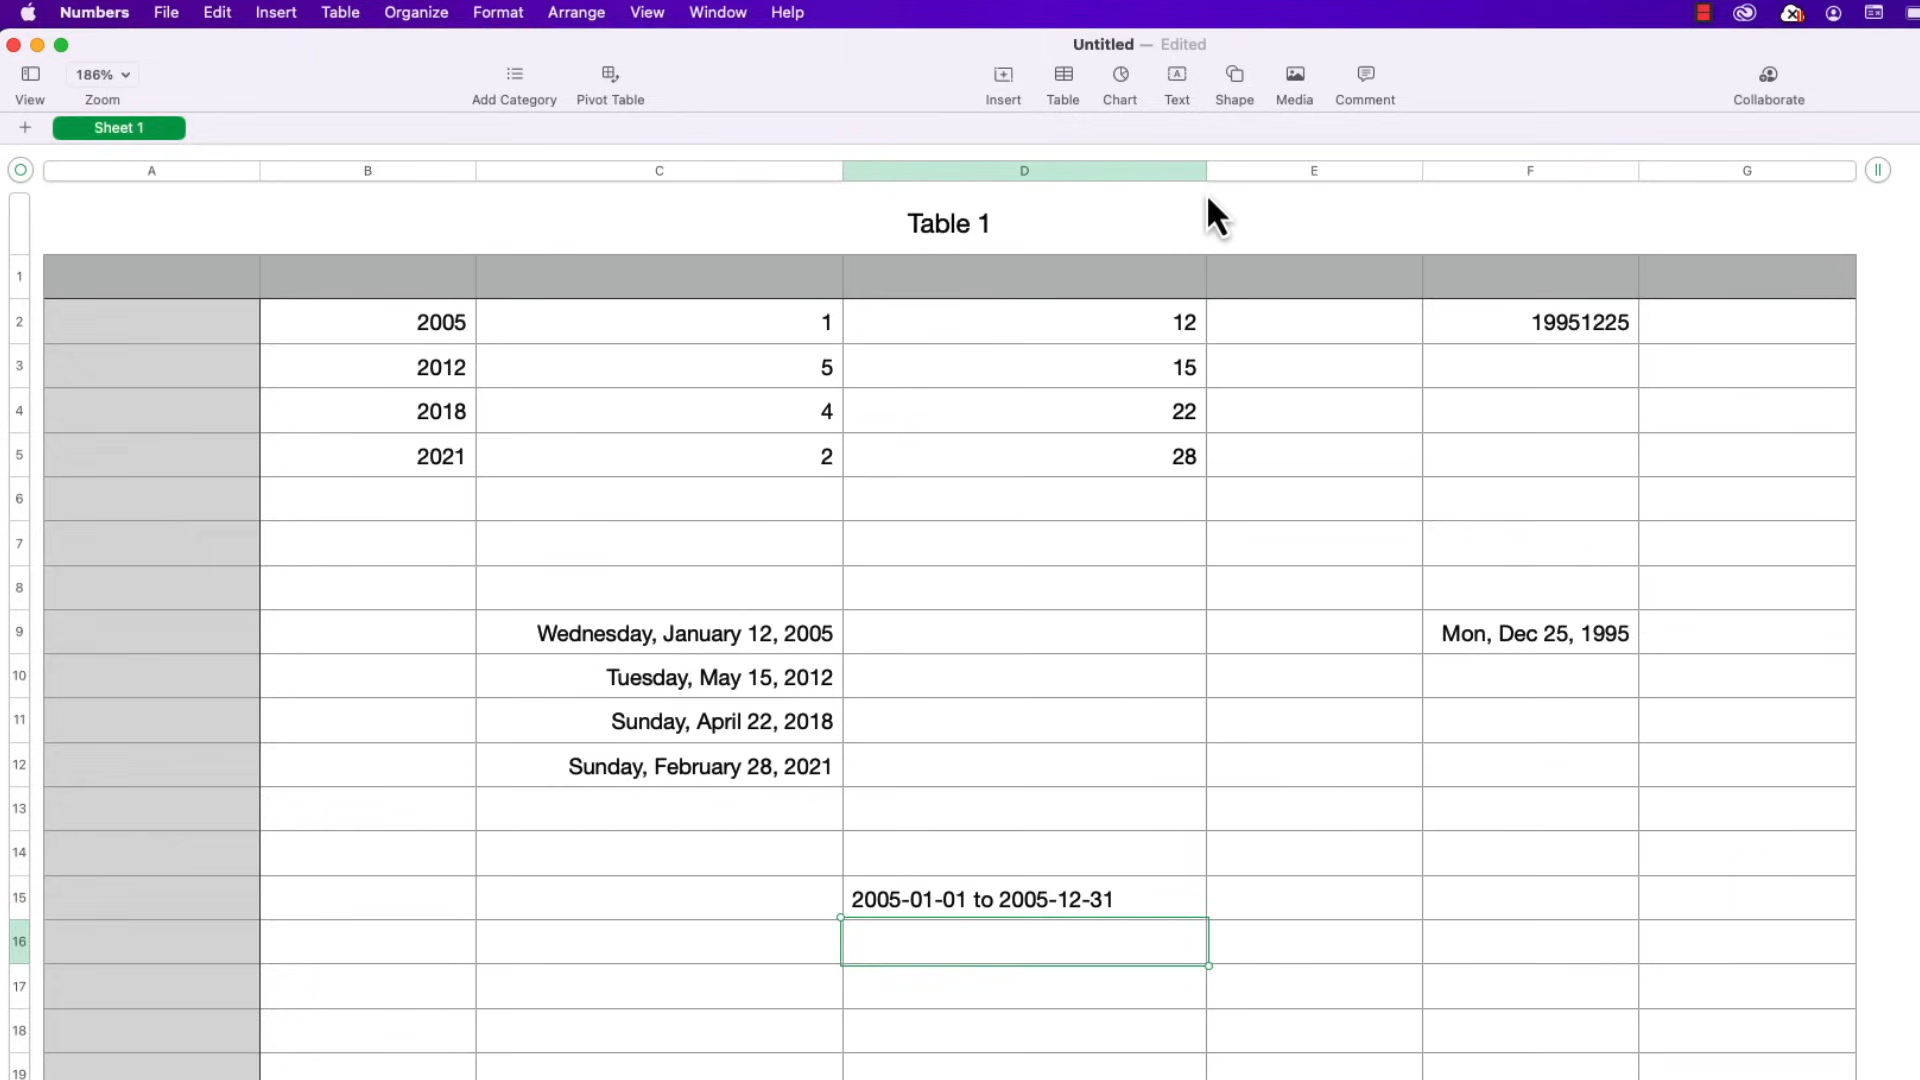 Numbers File Edit Insert Table Organize Format Arrange View Window Help
Untitled — Edited
186%
View Zoom Add Category Pivot Table Insert Table Chart Text Shape Media Comment Collaborate
+ Sheet 1
A B C D E F G
Table 1
1
2 2005 1 12 19951225
3 2012 5 15
4 2018 4 22
5 2021 2 28
6
7
8
9 Wednesday, January 12, 2005 Mon, Dec 25, 1995
10 Tuesday, May 15, 2012
11 Sunday, April 22, 2018
12 Sunday, February 28, 2021
13
14
15 2005-01-01 to 2005-12-31
16
17
18
19